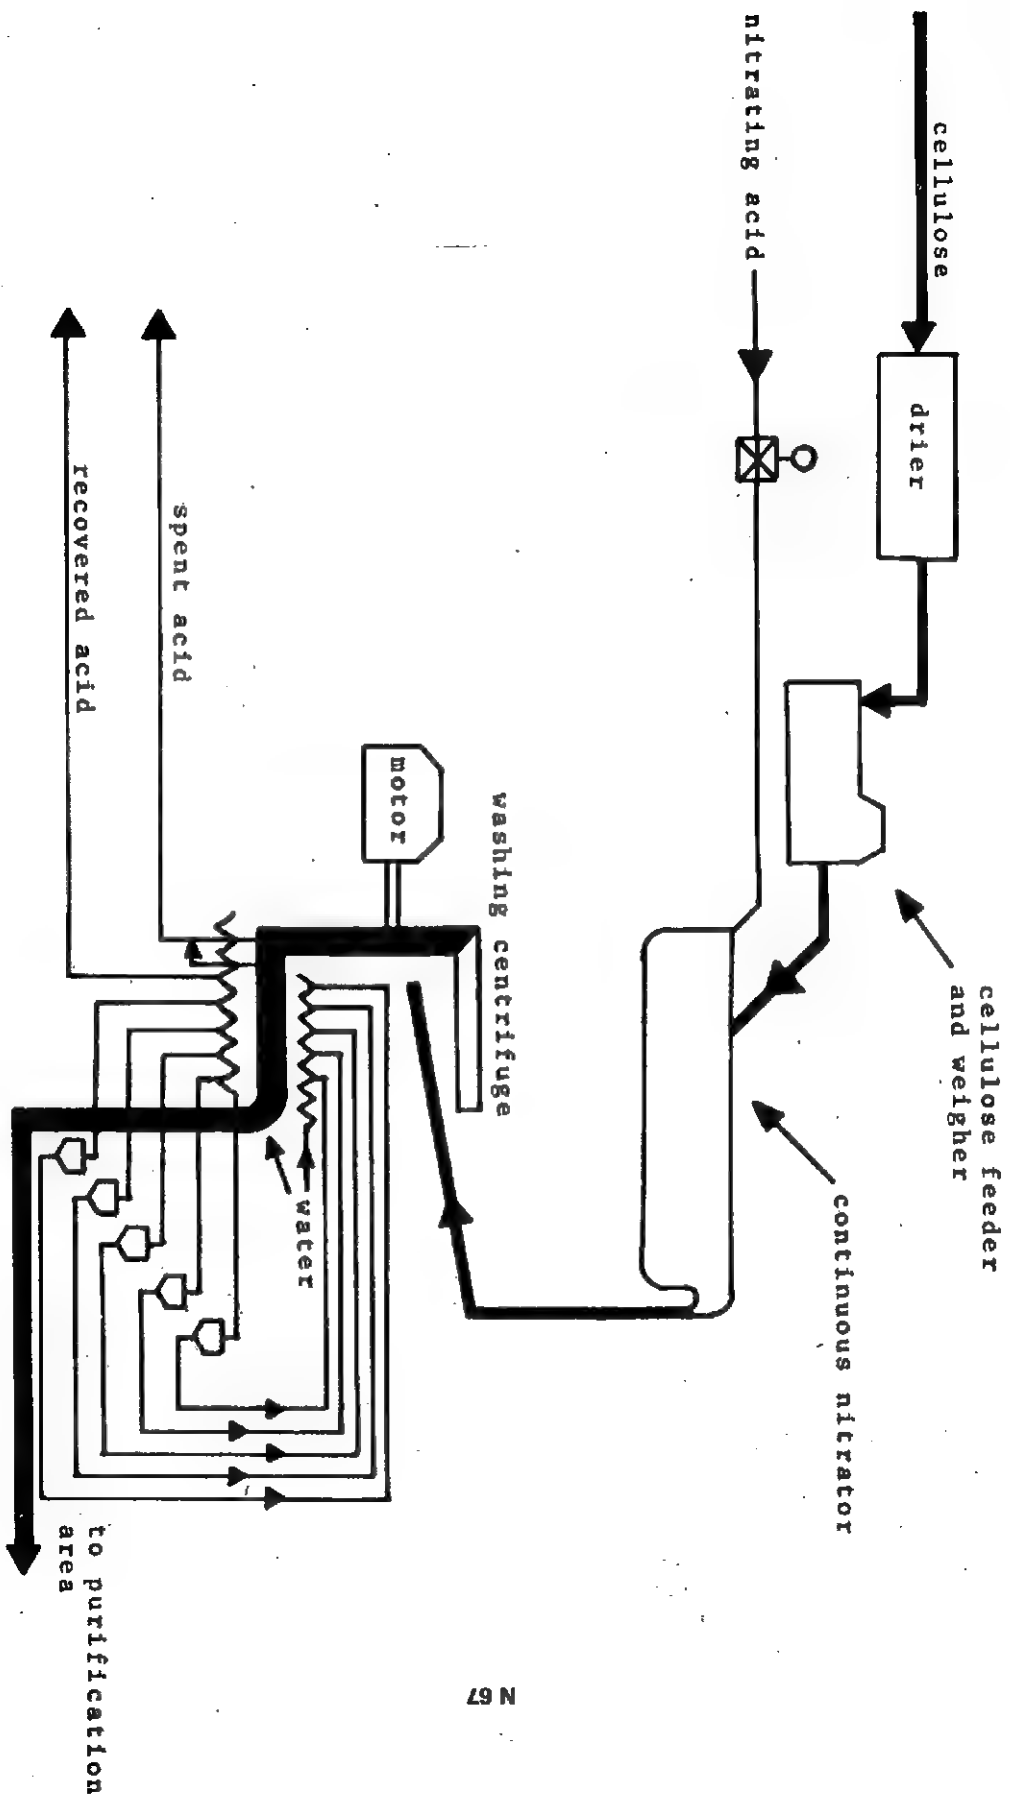 cellulose
drier
nitrating acid
cellulose feeder
and weigher
continuous nitrator
washing centrifuge
motor
water
spent acid
recovered acid
to purification
area
N 67